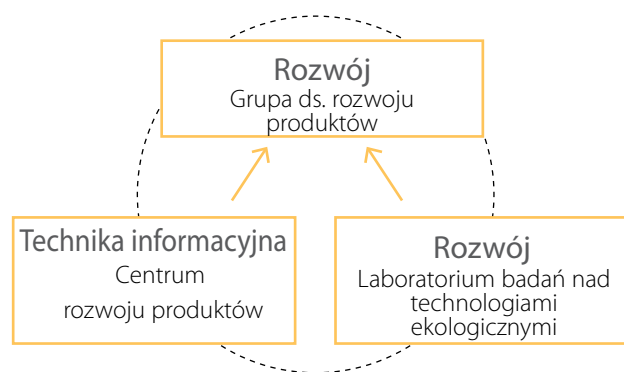 Rozwój
Grupa ds. rozwoju
produktów
Technika informacyjna
Centrum
rozwoju produktów
Rozwój
Laboratorium badań nad
technologiami
ekologicznymi